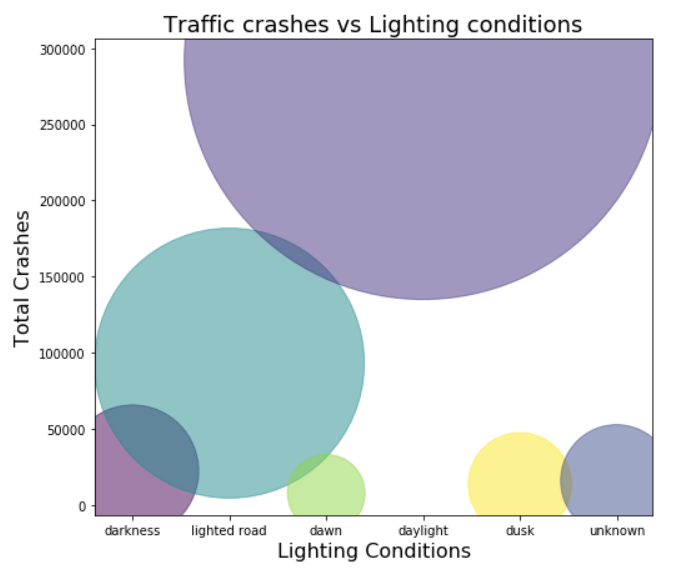 Traffic crashes vs Lighting conditions
300000
250000
200000
150000
100000
50000
0
Total Crashes
darkness lighted road dawn daylight dusk unknown
Lighting Conditions